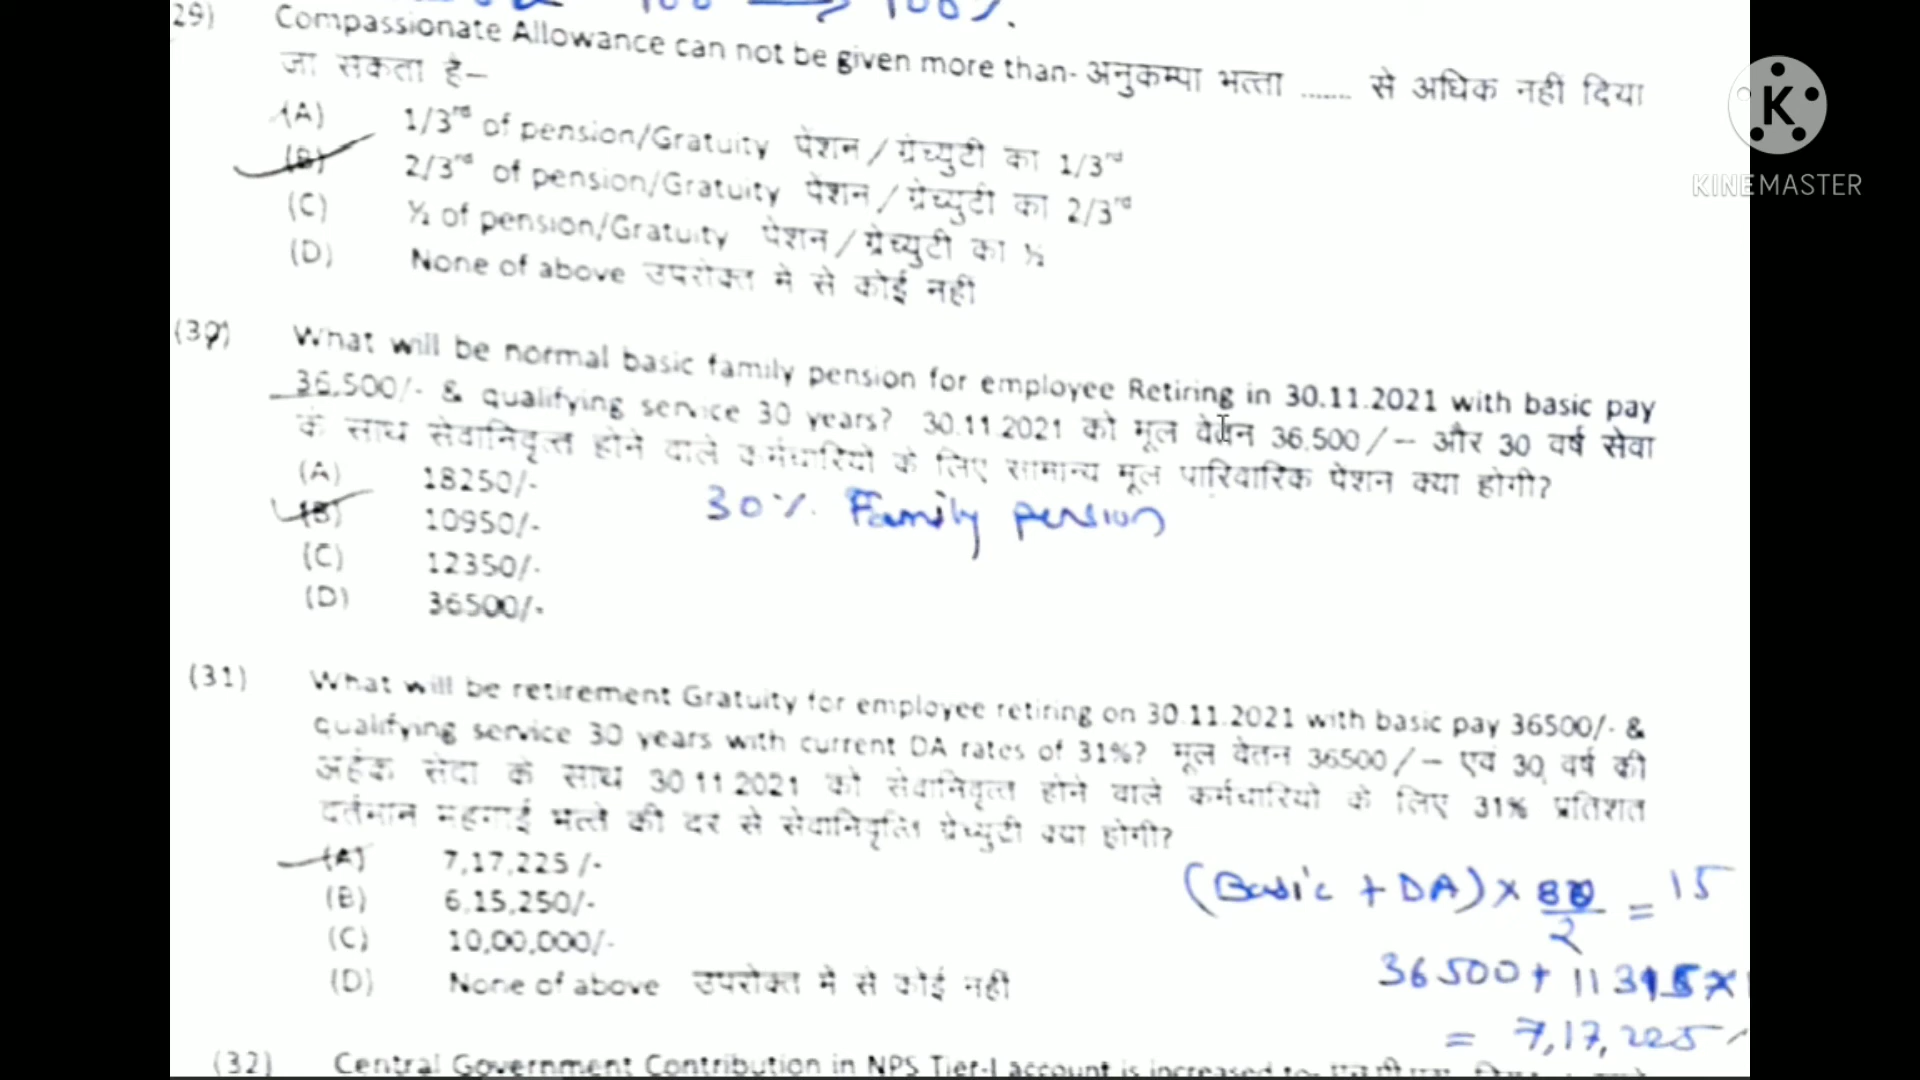 100 → 100%.
29) Compassionate Allowance can not be given more than- अनुकम्पा भत्ता ....... से अधिक नहीं दिया
जा सकता है–
(A) 1/3rd of pension/Gratuity पेंशन / ग्रेच्युटी का 1/3rd
(B) 2/3rd of pension/Gratuity पेंशन / ग्रेच्युटी का 2/3rd
(C) ½ of pension/Gratuity पेंशन / ग्रेच्युटी का ½
(D) None of above उपरोक्त में से कोई नहीं
K
KINEMASTER
What will be normal basic family pension for employee Retiring in 30.11.2021 with basic pay
36,500/- & qualifying service 30 years? 30.11.2021 को मूल वेतन 36,500/– और 30 वर्ष सेवा
के साथ सेवानिवृत्त होने वाले कर्मचारियों के लिए सामान्य मूल पारिवारिक पेंशन क्या होगी?
(A) 18250/-
(B) 10950/-
(C) 12350/-
(D) 36500/-
30% Family pension
(31) What will be retirement Gratuity for employee retiring on 30.11.2021 with basic pay 36500/- &
qualifying service 30 years with current DA rates of 31%? मूल वेतन 36500/– एवं 30 वर्ष की
अर्हक सेवा के साथ 30.11.2021 को सेवानिवृत्त होने वाले कर्मचारियों के लिए 31% प्रतिशत
वर्तमान महगाई भत्ते की दर से सेवानिवृत्ति ग्रेच्युटी क्या होगी?
(A) 7,17,225/-
(B) 6,15,250/-
(C) 10,00,000/-
(D) None of above उपरोक्त में से कोई नहीं
(Basic + DA) × /2 = 15
36500 + 11315 ×
= 7,17,225/
(32) Central Government Contribution in NPS Tier-I account is increased to-